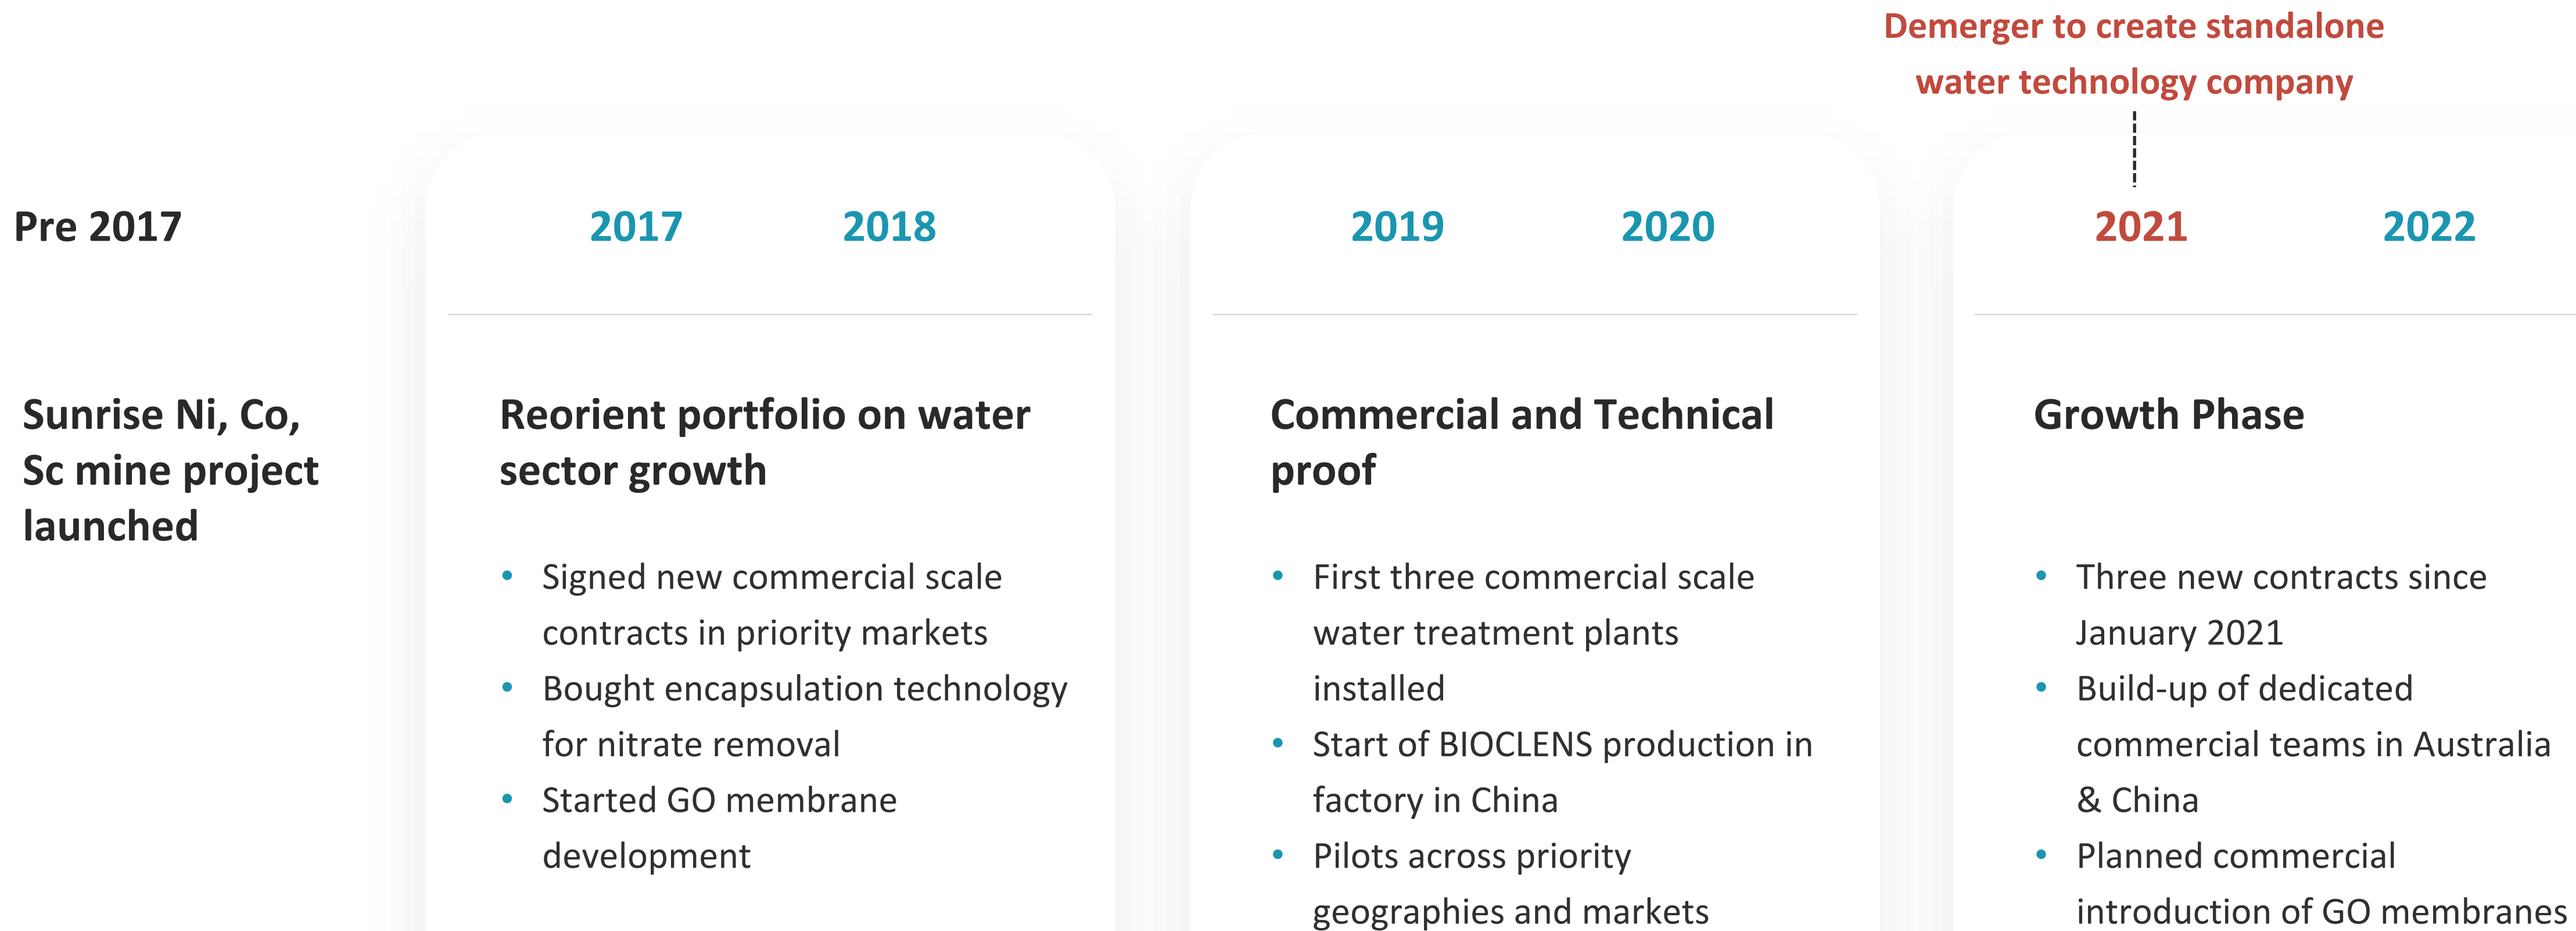 Demerger to create standalone
water technology company
Pre 2017
2017 2018
2019 2020
2021 2022
Sunrise Ni, Co,
Sc mine project
launched
Reorient portfolio on water
sector growth
• Signed new commercial scale
contracts in priority markets
• Bought encapsulation technology
for nitrate removal
• Started GO membrane
development
Commercial and Technical
proof
• First three commercial scale
water treatment plants
installed
• Start of BIOCLENS production in
factory in China
• Pilots across priority
geographies and markets
Growth Phase
• Three new contracts since
January 2021
• Build-up of dedicated
commercial teams in Australia
& China
• Planned commercial
introduction of GO membranes